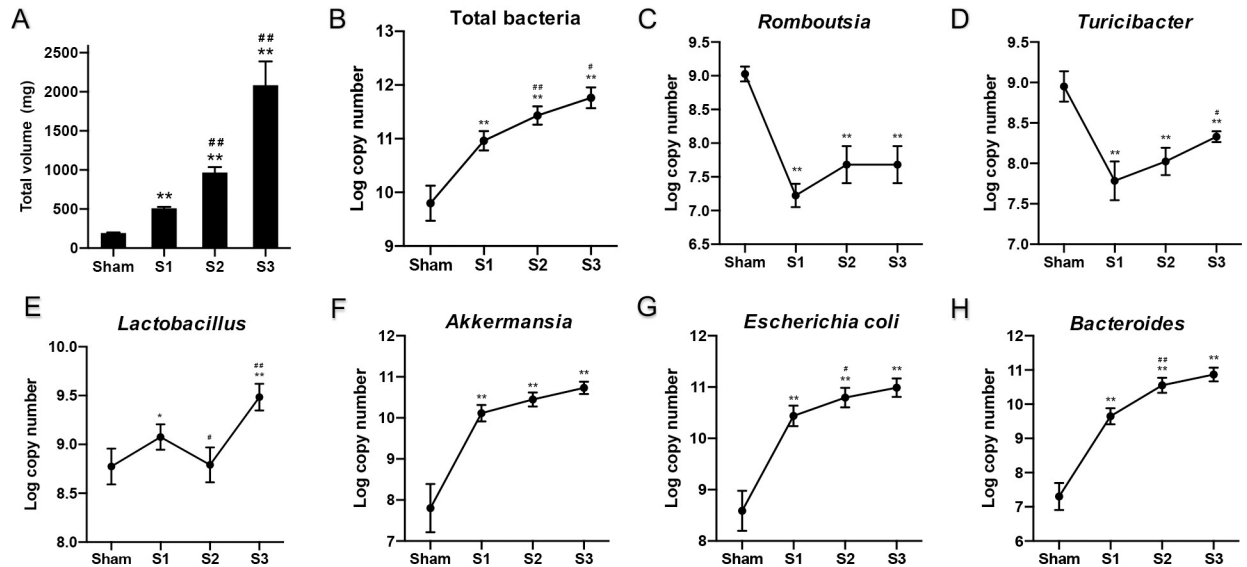 A
Total volume (mg)
2500
2000
1500
1000
500
0
**
##
**
##
**
Sham S1 S2 S3
B
Total bacteria
Log copy number
13
12
11
10
9
**
##
**
#
**
Sham S1 S2 S3
C
Romboutsia
Log copy number
9.5
9.0
8.5
8.0
7.5
7.0
6.5
**
**
**
Sham S1 S2 S3
D
Turicibacter
Log copy number
9.5
9.0
8.5
8.0
7.5
7.0
**
**
#
**
Sham S1 S2 S3
E
Lactobacillus
Log copy number
10.0
9.5
9.0
8.5
8.0
*
#
##
**
Sham S1 S2 S3
F
Akkermansia
Log copy number
12
11
10
9
8
7
**
**
**
Sham S1 S2 S3
G
Escherichia coli
Log copy number
12
11
10
9
8
**
#
**
**
Sham S1 S2 S3
H
Bacteroides
Log copy number
12
11
10
9
8
7
6
**
##
**
**
Sham S1 S2 S3